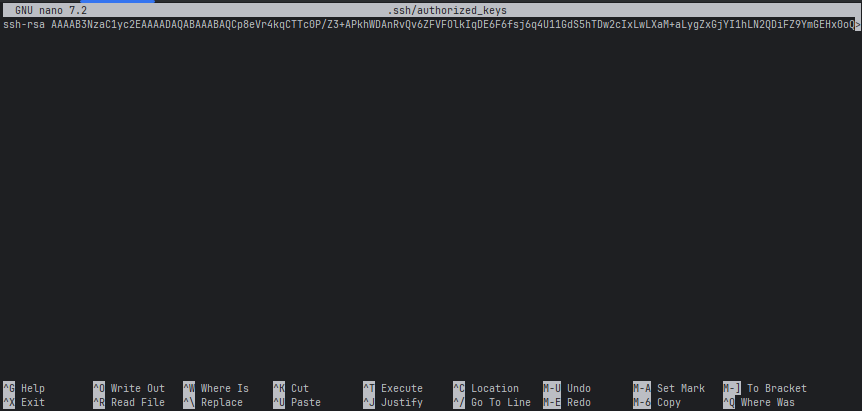 GNU nano 7.2 .ssh/authorized_keys
ssh-rsa AAAAB3NzaC1yc2EAAAADAQABAAABAQCp8eVr4kqCTTc0P/Z3+APkhWDAnRvQv6ZFVFOlkIqDE6F6fsj6q4U11GdS5hTDw2cIxLwLXaM+aLygZxGjYI1hLN2QDiFZ9YmGEHx0oQ>
^G Help ^O Write Out ^W Where Is ^K Cut ^T Execute ^C Location M-U Undo M-A Set Mark M-] To Bracket
^X Exit ^R Read File ^\ Replace ^U Paste ^J Justify ^/ Go To Line M-E Redo M-6 Copy ^Q Where Was